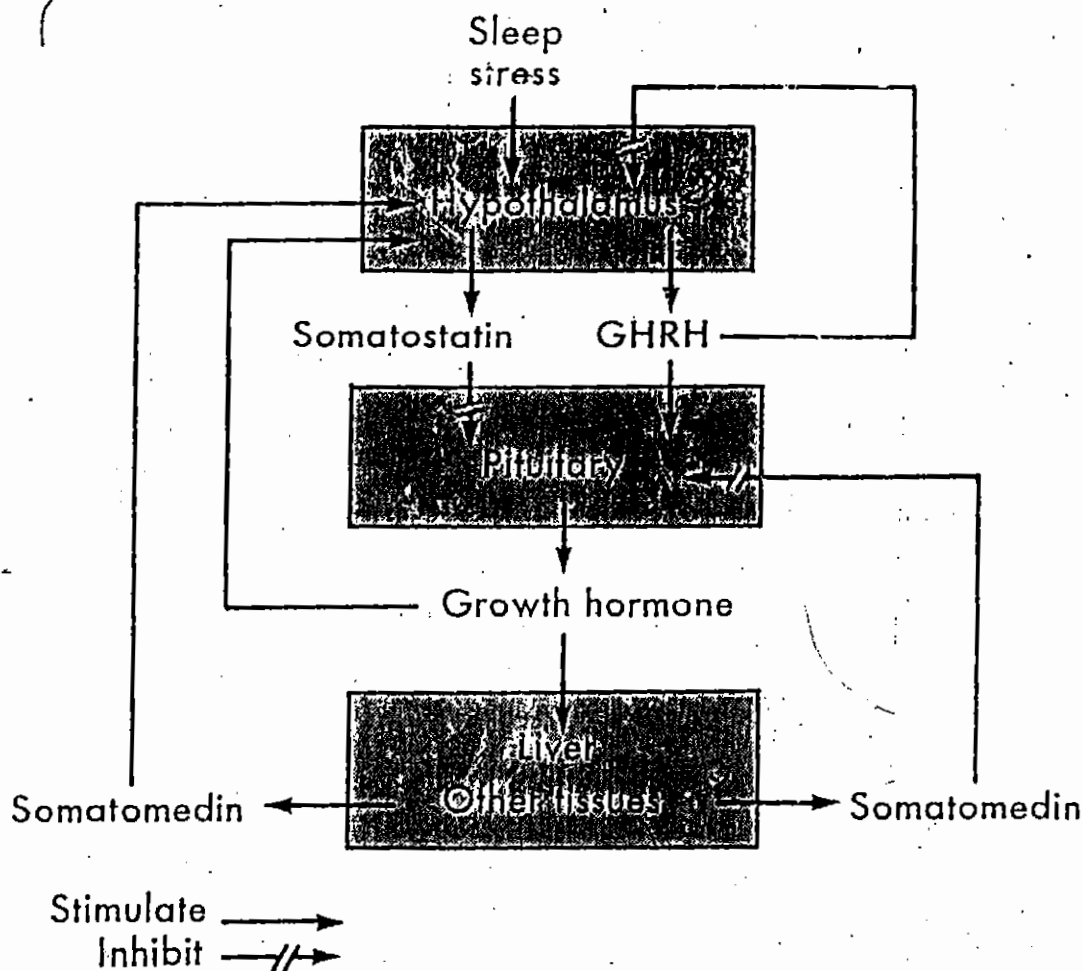 Sleep
stress
Hypothalamus
Somatostatin
GHRH
Pituitary
Growth hormone
Liver
Other tissues
Somatomedin
Somatomedin
Stimulate
Inhibit